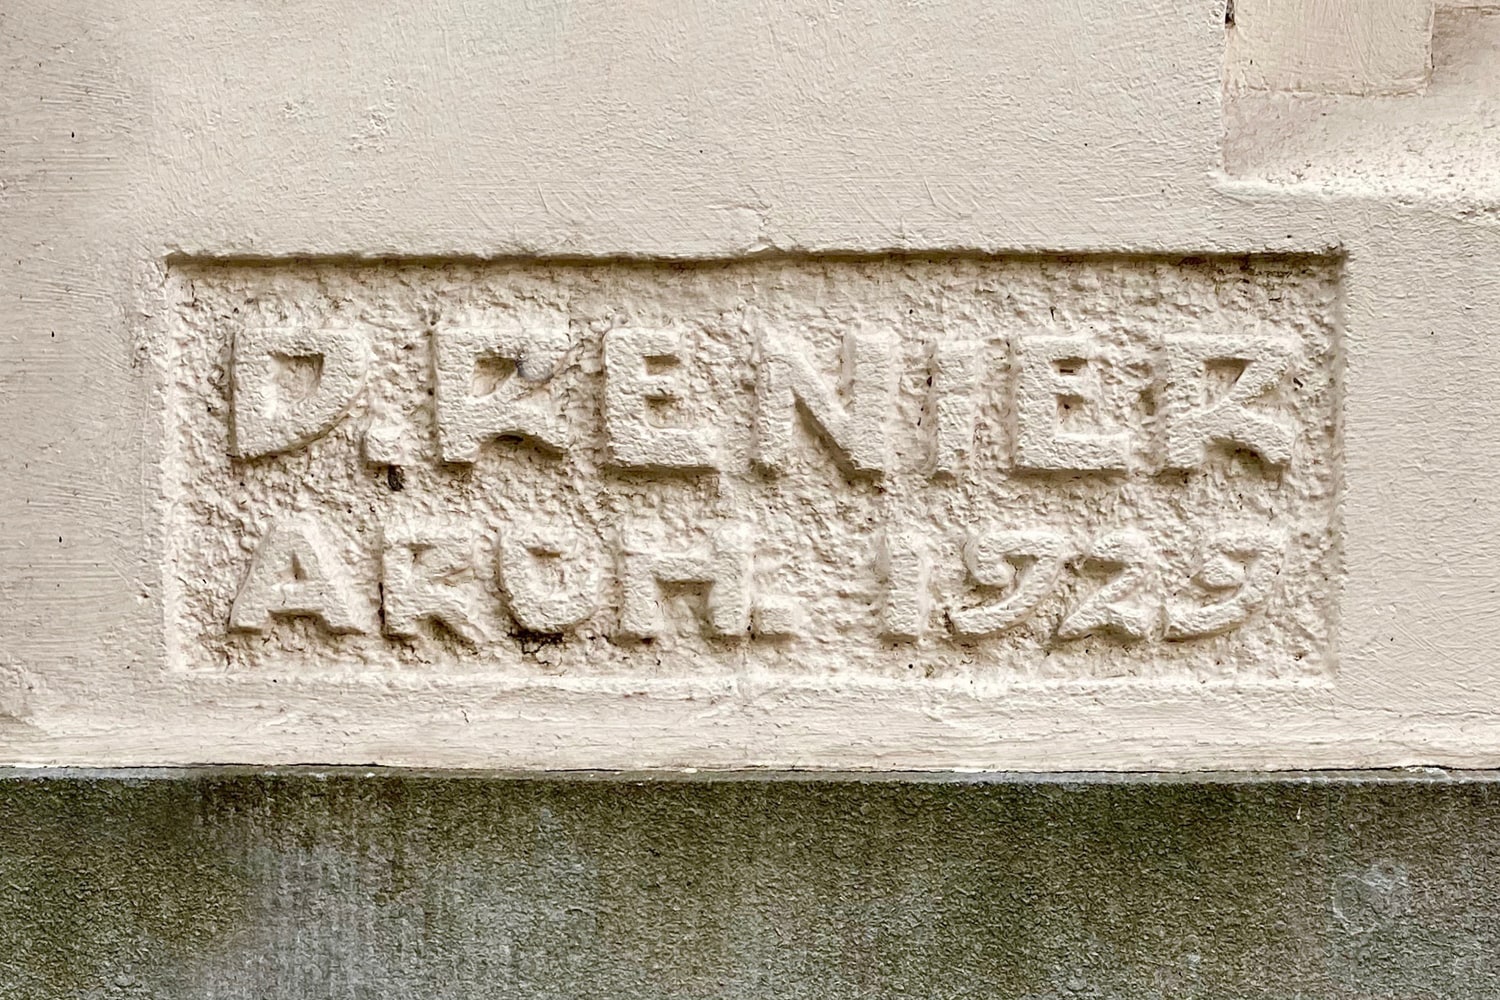 D. RENIER
ARCH. 1929